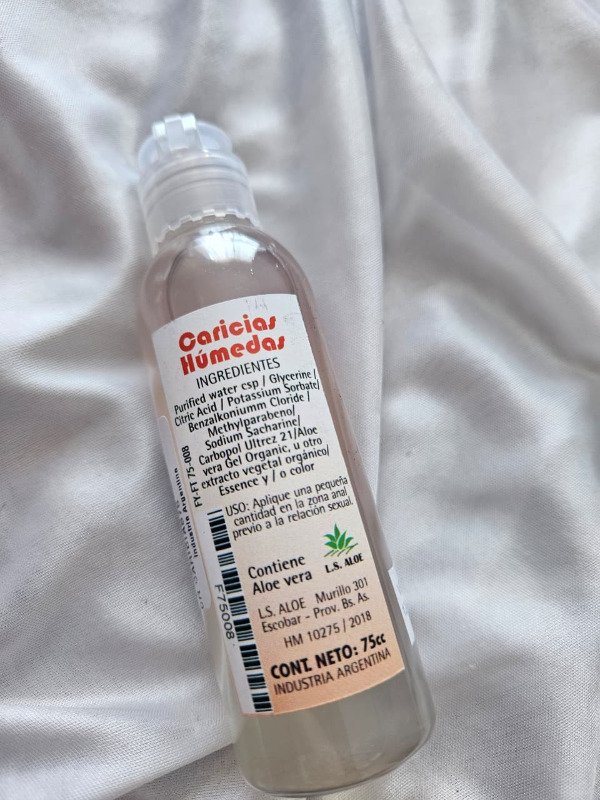 Caricias
Húmedas
INGREDIENTES
Purified water csp / Glycerine /
Citric Acid / Potassium Sorbate/
Benzalkoniumm Cloride /
Methylparabeno/
Sodium Sacharine/
Carbopol Ultrez 21/Aloe
vera Gel Organic, u otro
extracto vegetal orgánico/
Essence y / o color
USO: Aplique una pequeña
cantidad en la zona anal
previo a la relación sexual.
Contiene
Aloe vera
L.S. ALOE
L.S. ALOE Murillo 301
Escobar - Prov. Bs. As.
HM 10275 / 2018
CONT. NETO: 75cc
INDUSTRIA ARGENTINA
FY-FT 75-008
F75008
Industria Argentina